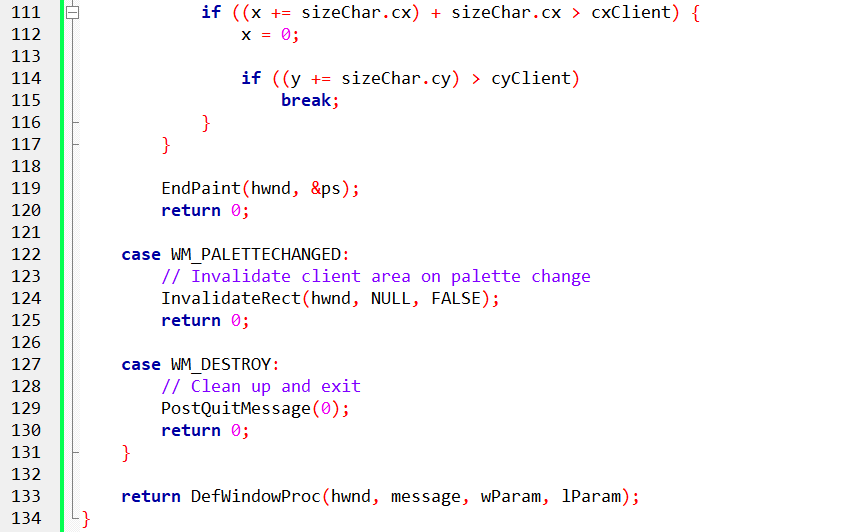 111             if ((x += sizeChar.cx) + sizeChar.cx > cxClient) {
112                 x = 0;
113
114                 if ((y += sizeChar.cy) > cyClient)
115                     break;
116             }
117         }
118
119         EndPaint(hwnd, &ps);
120         return 0;
121
122     case WM_PALETTECHANGED:
123         // Invalidate client area on palette change
124         InvalidateRect(hwnd, NULL, FALSE);
125         return 0;
126
127     case WM_DESTROY:
128         // Clean up and exit
129         PostQuitMessage(0);
130         return 0;
131     }
132
133     return DefWindowProc(hwnd, message, wParam, lParam);
134 }